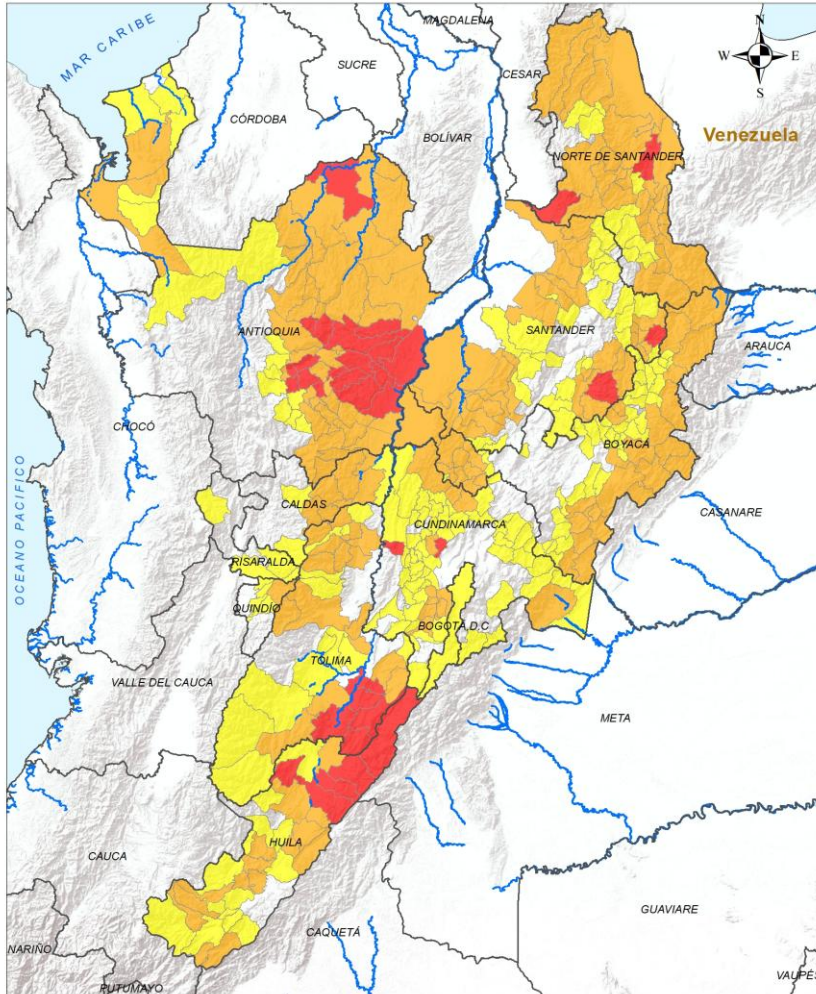 MAGDALENA
N
MAR CARIBE
SUCRE
CESAR
W
E
S
CÓRDOBA
BOLÍVAR
Venezuela
NORTE DE SANTANDER
ANTIOQUIA
SANTANDER
ARAUCA
CHOCÓ
BOYACÁ
CALDAS
CUNDINAMARCA
CASANARE
OCEANO PACIFICO
RISARALDA
QUINDÍO
BOGOTÁ, D.C
TOLIMA
VALLE DEL CAUCA
META
HUILA
CAUCA
GUAVIARE
CAQUETÁ
NARIÑO
PUTUMAYO
VAUPÉS